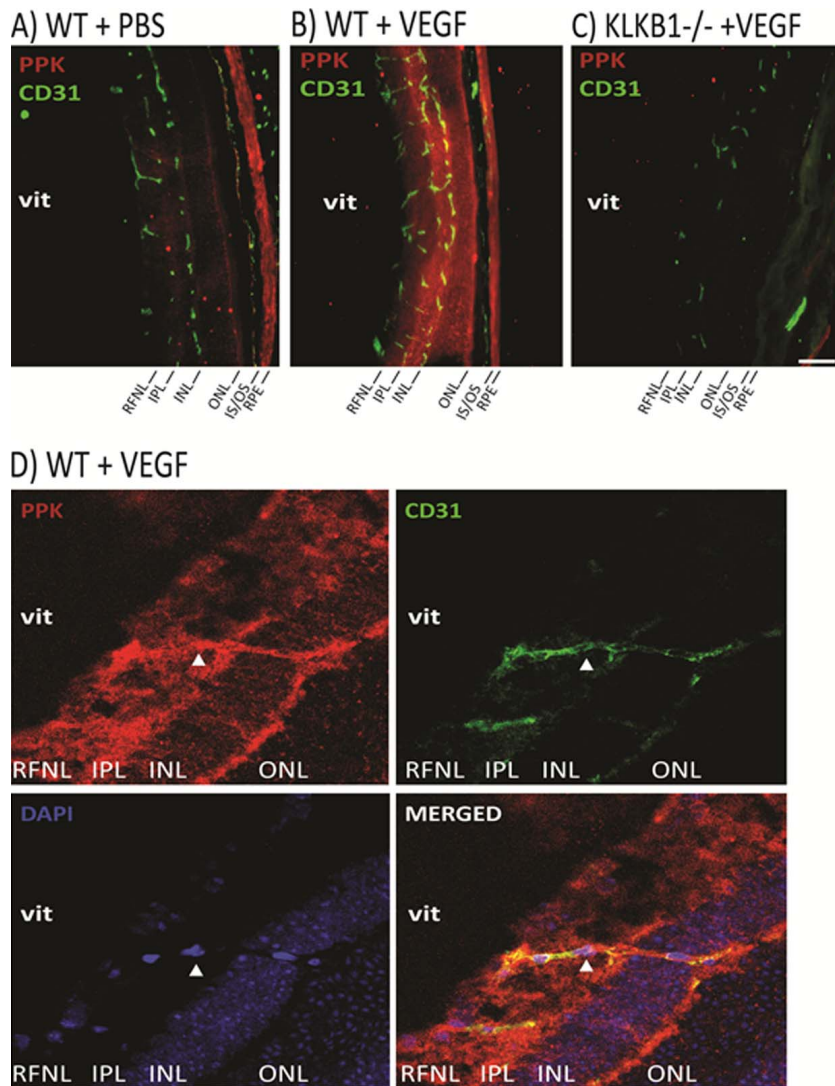 A) WT + PBS
PPK
CD31
vit
RFNL
IPL
INL
ONL
IS/OS
RPE
B) WT + VEGF
PPK
CD31
vit
RFNL
IPL
INL
ONL
IS/OS
RPE
C) KLKB1-/- +VEGF
PPK
CD31
vit
RFNL
IPL
INL
ONL
IS/OS
RPE
D) WT + VEGF
PPK
vit
RFNL IPL INL ONL
CD31
vit
RFNL IPL INL ONL
DAPI
vit
RFNL IPL INL ONL
MERGED
vit
RFNL IPL INL ONL